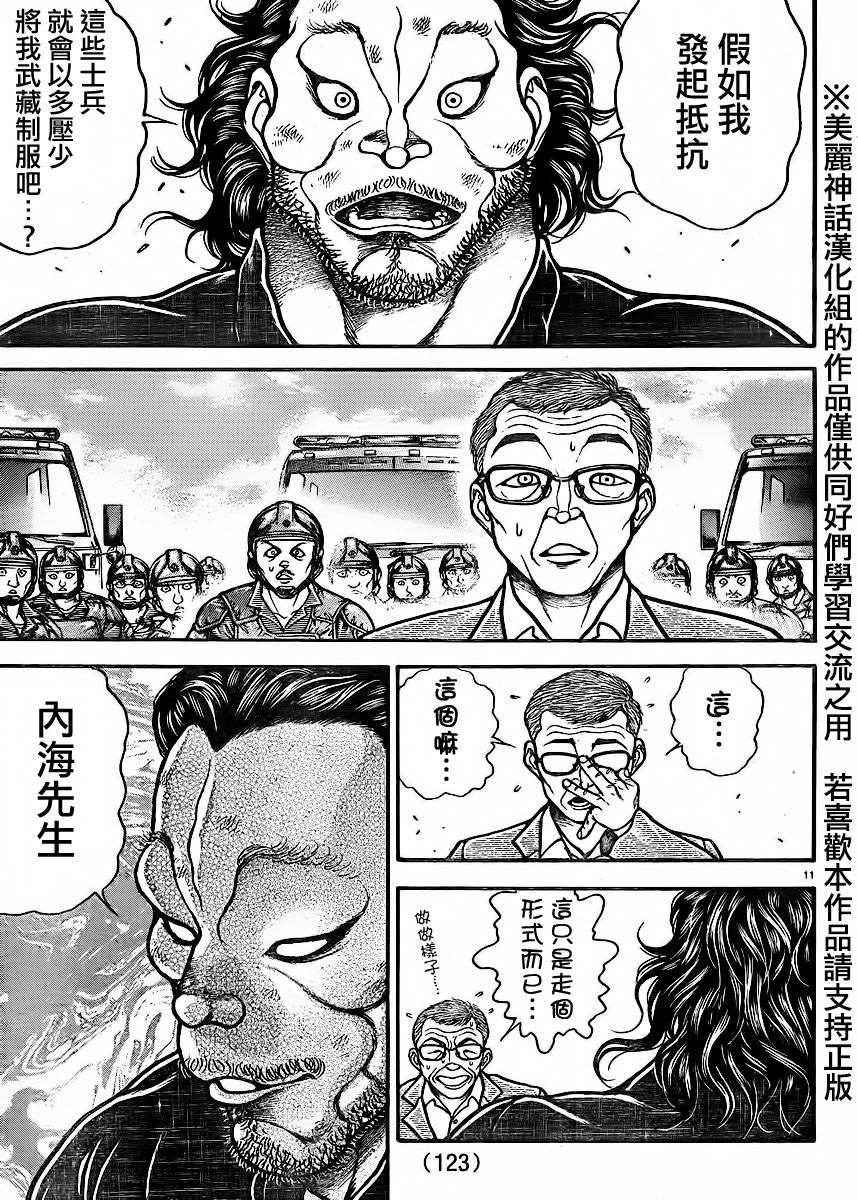 假如我
發起抵抗
這些士兵
就會以多壓少
將我武藏制服吧…?
這…
這個嘛…
11
這只是走個
形式而已…
做做樣子……
內海先生
(123)
※美麗神話漢化組的作品僅供同好們學習交流之用 若喜歡本作品請支持正版